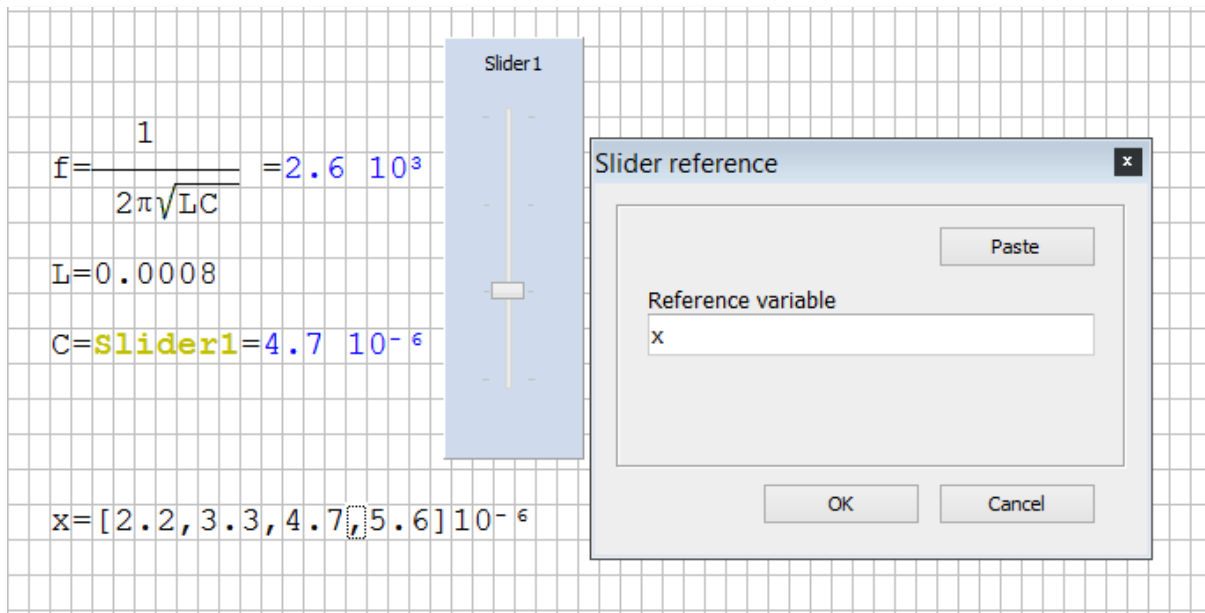 Slider1
f=1/2π√LC =2.6 10³
L=0.0008
C=Slider1=4.7 10⁻⁶
x=[2.2,3.3,4.7,5.6]10⁻⁶
Slider reference
x
Paste
Reference variable
x
OK
Cancel